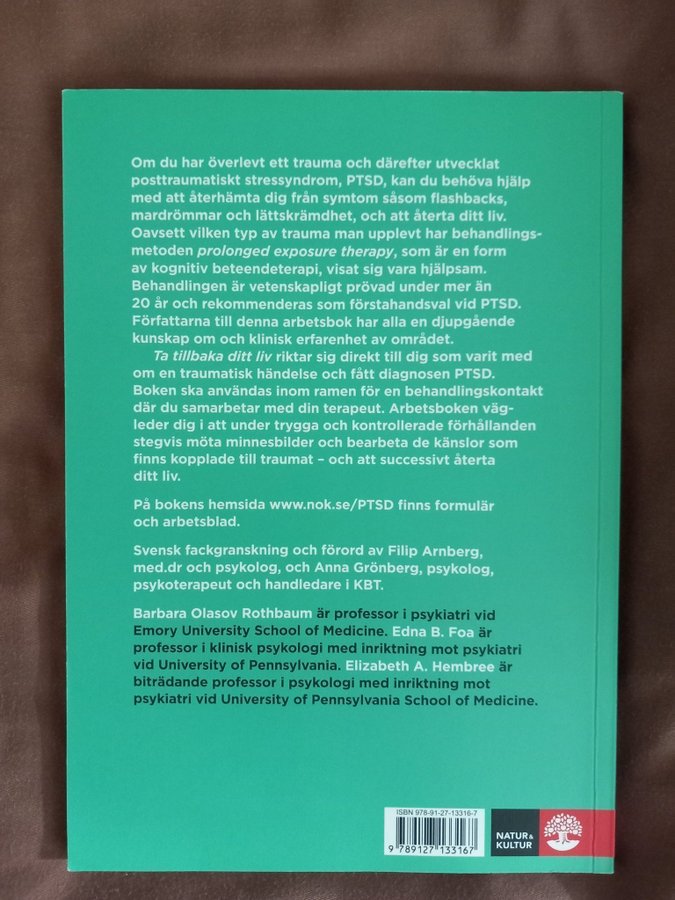 Om du har överlevt ett trauma och därefter utvecklat
posttraumatiskt stressyndrom, PTSD, kan du behöva hjälp
med att återhämta dig från symtom såsom flashbacks,
mardrömmar och lättskrämdhet, och att återta ditt liv.
Oavsett vilken typ av trauma man upplevt har behandlings-
metoden prolonged exposure therapy, som är en form
av kognitiv beteendeterapi, visat sig vara hjälpsam.
Behandlingen är vetenskapligt prövad under mer än
20 år och rekommenderas som förstahandsval vid PTSD.
Författarna till denna arbetsbok har alla en djupgående
kunskap om och klinisk erfarenhet av området.
Ta tillbaka ditt liv riktar sig direkt till dig som varit med
om en traumatisk händelse och fått diagnosen PTSD.
Boken ska användas inom ramen för en behandlingskontakt
där du samarbetar med din terapeut. Arbetsboken väg-
leder dig i att under trygga och kontrollerade förhållanden
stegvis möta minnesbilder och bearbeta de känslor som
finns kopplade till traumat – och att successivt återta
ditt liv.
På bokens hemsida www.nok.se/PTSD finns formulär
och arbetsblad.
Svensk fackgranskning och förord av Filip Arnberg,
med.dr och psykolog, och Anna Grönberg, psykolog,
psykoterapeut och handledare i KBT.
Barbara Olasov Rothbaum är professor i psykiatri vid
Emory University School of Medicine. Edna B. Foa är
professor i klinisk psykologi med inriktning mot psykiatri
vid University of Pennsylvania. Elizabeth A. Hembree är
biträdande professor i psykologi med inriktning mot
psykiatri vid University of Pennsylvania School of Medicine.
ISBN 978-91-27-13316-7
9 789127 133167
NATUR &
KULTUR